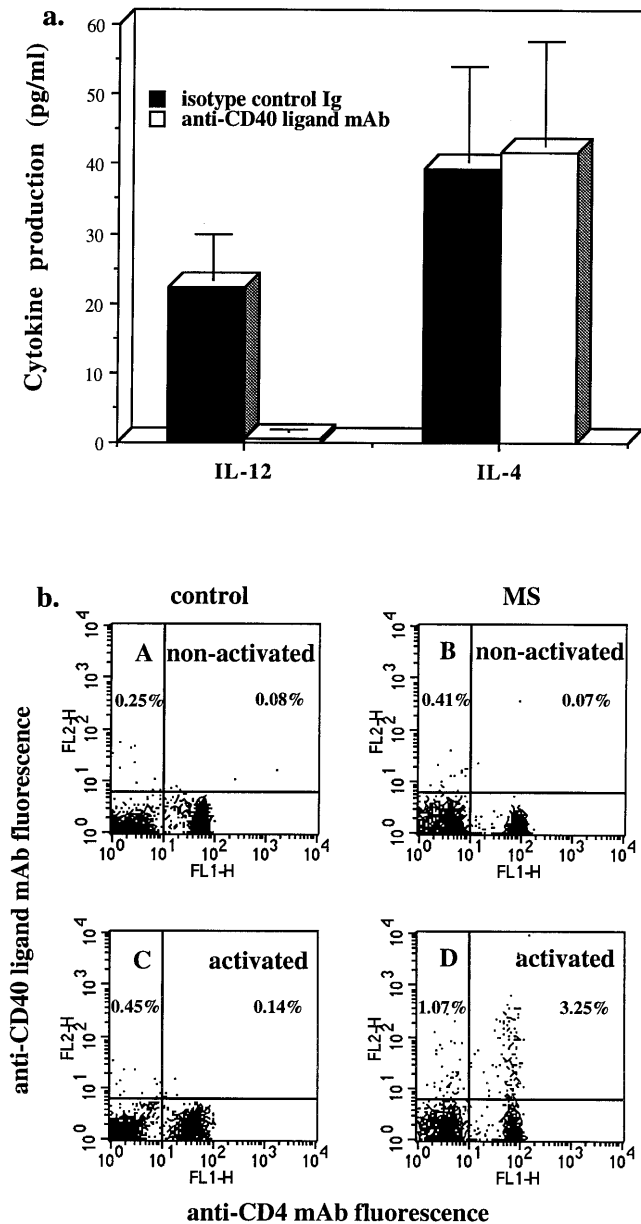 a.
Cytokine production (pg/ml)
60
50
40
30
20
10
0
isotype control Ig
anti-CD40 ligand mAb
IL-12
IL-4
b.
control
MS
anti-CD40 ligand mAb fluorescence
A
non-activated
0.25%
0.08%
FL2-H
10^4
10^3
10^2
10^1
10^0
10^0 10^1 10^2 10^3 10^4
FL1-H
B
non-activated
0.41%
0.07%
FL2-H
10^4
10^3
10^2
10^1
10^0
10^0 10^1 10^2 10^3 10^4
FL1-H
C
activated
0.45%
0.14%
FL2-H
10^4
10^3
10^2
10^1
10^0
10^0 10^1 10^2 10^3 10^4
FL1-H
D
activated
1.07%
3.25%
FL2-H
10^4
10^3
10^2
10^1
10^0
10^0 10^1 10^2 10^3 10^4
FL1-H
anti-CD4 mAb fluorescence